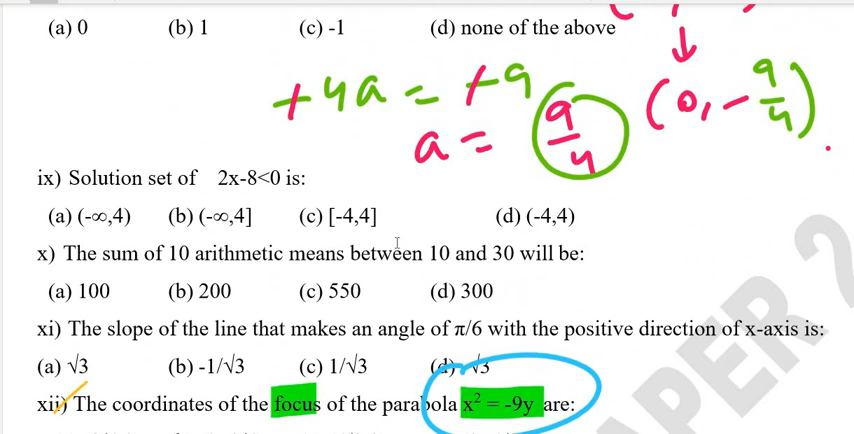 (a) 0 (b) 1 (c) -1 (d) none of the above
+4a = +9
a = 9/4
(0, -9/4)
ix) Solution set of 2x-8<0 is:
(a) (-∞,4) (b) (-∞,4] (c) [-4,4] (d) (-4,4)
x) The sum of 10 arithmetic means between 10 and 30 will be:
(a) 100 (b) 200 (c) 550 (d) 300
xi) The slope of the line that makes an angle of π/6 with the positive direction of x-axis is:
(a) √3 (b) -1/√3 (c) 1/√3 (d) -√3
xii) The coordinates of the focus of the parabola x² = -9y are:
APER 2